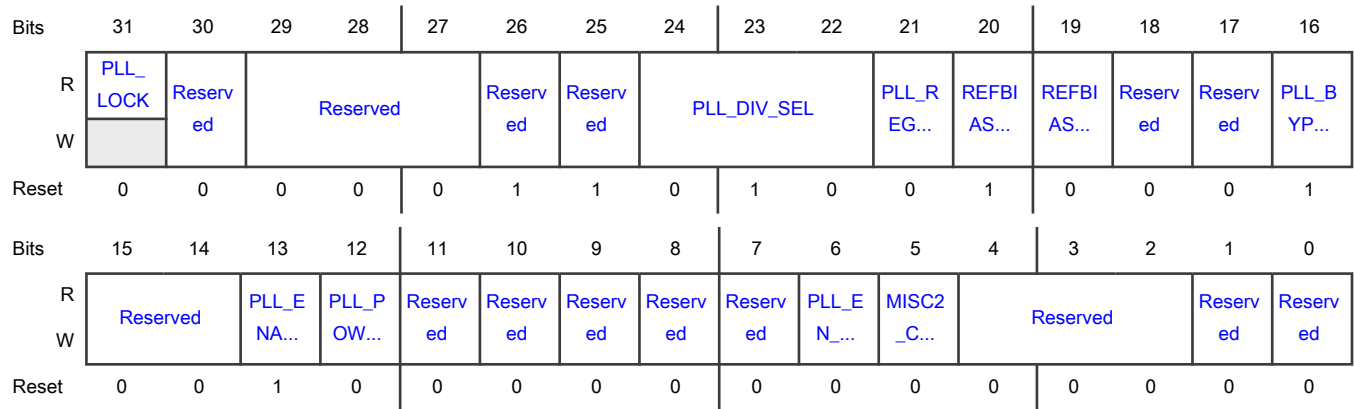 Bits 31 30 29 28 27 26 25 24 23 22 21 20 19 18 17 16
R PLL_ LOCK Reserv ed Reserved Reserv ed Reserv ed PLL_DIV_SEL PLL_R EG... REFBI AS... REFBI AS... Reserv ed Reserv ed PLL_B YP...
W
Reset 0 0 0 0 0 1 1 0 1 0 0 1 0 0 0 1
Bits 15 14 13 12 11 10 9 8 7 6 5 4 3 2 1 0
R Reserved PLL_E NA... PLL_P OW... Reserv ed Reserv ed Reserv ed Reserv ed Reserv ed PLL_E N_... MISC2 _C... Reserved Reserv ed Reserv ed
W
Reset 0 0 1 0 0 0 0 0 0 0 0 0 0 0 0 0